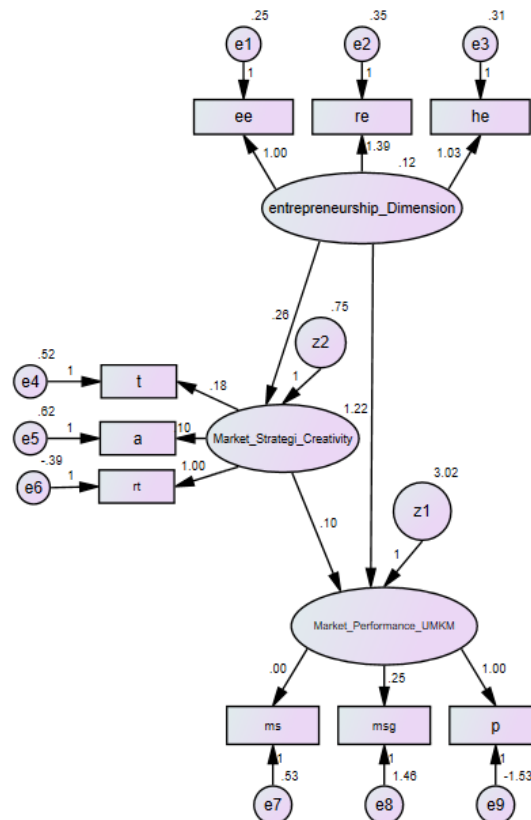 .25 .35 .31
e1 e2 e3
1 1 1
ee re he
1.00 1.39 1.03
.12
entrepreneurship_Dimension
.26 .75
z2
.52
e4 1 t .18 1
1.22
.62
e5 1 a 10 Market_Strategi_Creativity
-.39
e6 1 rt 1.00
3.02
z1
.10
1
Market_Performance_UMKM
.00 .25 1.00
ms msg p
1 1 1
.53 1.46 -1.53
e7 e8 e9